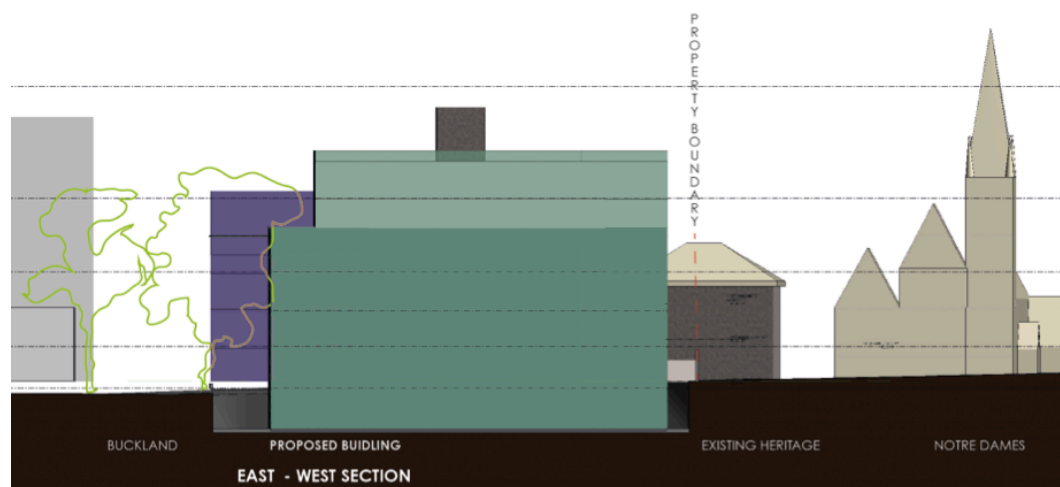 PROPERTY BOUNDARY
BUCKLAND
PROPOSED BUIDLING
EXISTING HERITAGE
NOTRE DAMES
EAST - WEST SECTION